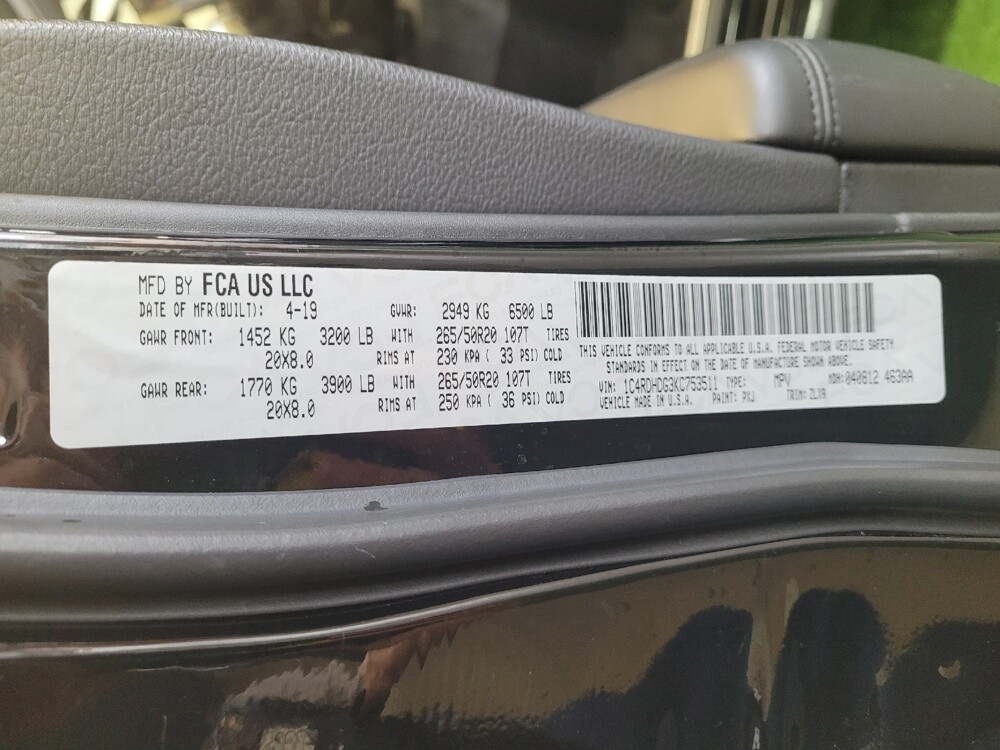 MFD BY FCA US LLC
DATE OF MFR(BUILT): 4-19 GVWR: 2949 KG 6500 LB
GAWR FRONT: 1452 KG 3200 LB WITH 265/50R20 107T TIRES
20X8.0 RIMS AT 230 KPA ( 33 PSI) COLD
GAWR REAR: 1770 KG 3900 LB WITH 265/50R20 107T TIRES
20X8.0 RIMS AT 250 KPA ( 36 PSI) COLD
THIS VEHICLE CONFORMS TO ALL APPLICABLE U.S.A. FEDERAL MOTOR VEHICLE SAFETY
STANDARDS IN EFFECT ON THE DATE OF MANUFACTURE SHOWN ABOVE.
VIN: 1C4RDHDG3KC753511 TYPE: MPV MDH: 040812 463AA
VEHICLE MADE IN U.S.A. PAINT: PXJ TRIM: ZLX9